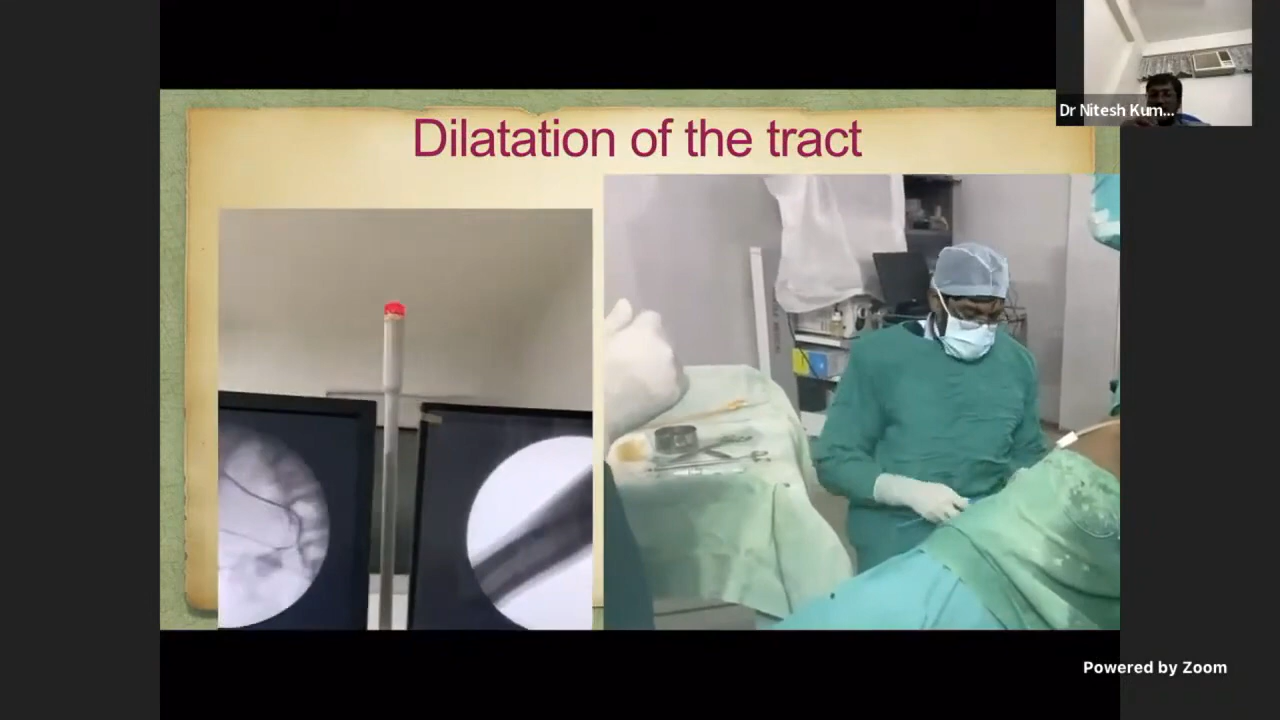 Dilatation of the tract
Dr Nitesh Kum...
Powered by Zoom